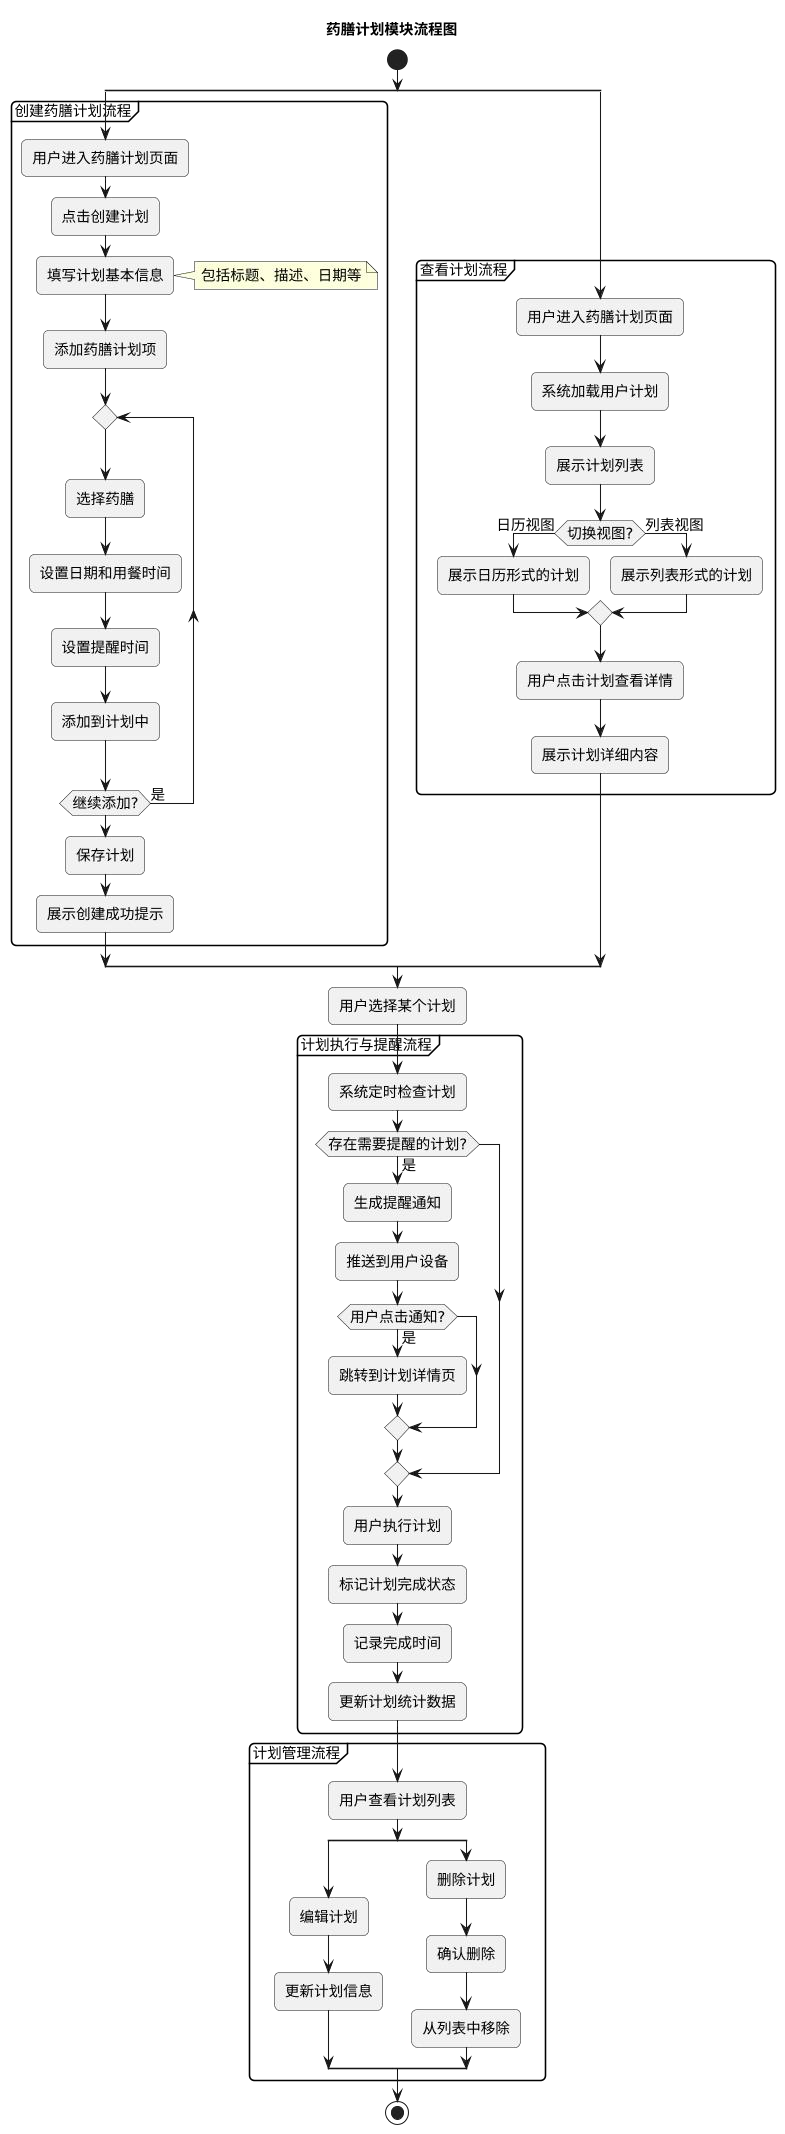 药膳计划模块流程图
创建药膳计划流程
用户进入药膳计划页面
点击创建计划
填写计划基本信息
包括标题、描述、日期等
添加药膳计划项
选择药膳
设置日期和用餐时间
设置提醒时间
添加到计划中
继续添加?
是
保存计划
展示创建成功提示
查看计划流程
用户进入药膳计划页面
系统加载用户计划
展示计划列表
切换视图?
日历视图
列表视图
展示日历形式的计划
展示列表形式的计划
用户点击计划查看详情
展示计划详细内容
用户选择某个计划
计划执行与提醒流程
系统定时检查计划
存在需要提醒的计划?
是
生成提醒通知
推送到用户设备
用户点击通知?
是
跳转到计划详情页
用户执行计划
标记计划完成状态
记录完成时间
更新计划统计数据
计划管理流程
用户查看计划列表
编辑计划
更新计划信息
删除计划
确认删除
从列表中移除